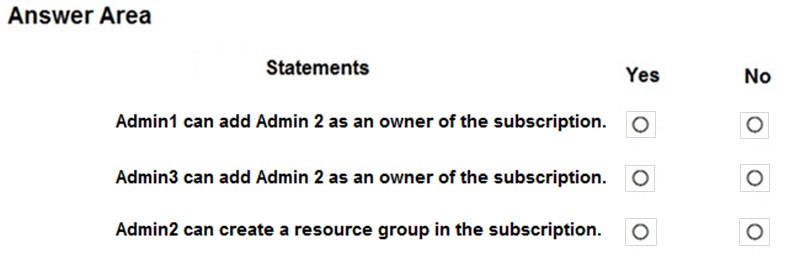 Answer Area
Statements Yes No
Admin1 can add Admin 2 as an owner of the subscription.
Admin3 can add Admin 2 as an owner of the subscription.
Admin2 can create a resource group in the subscription.